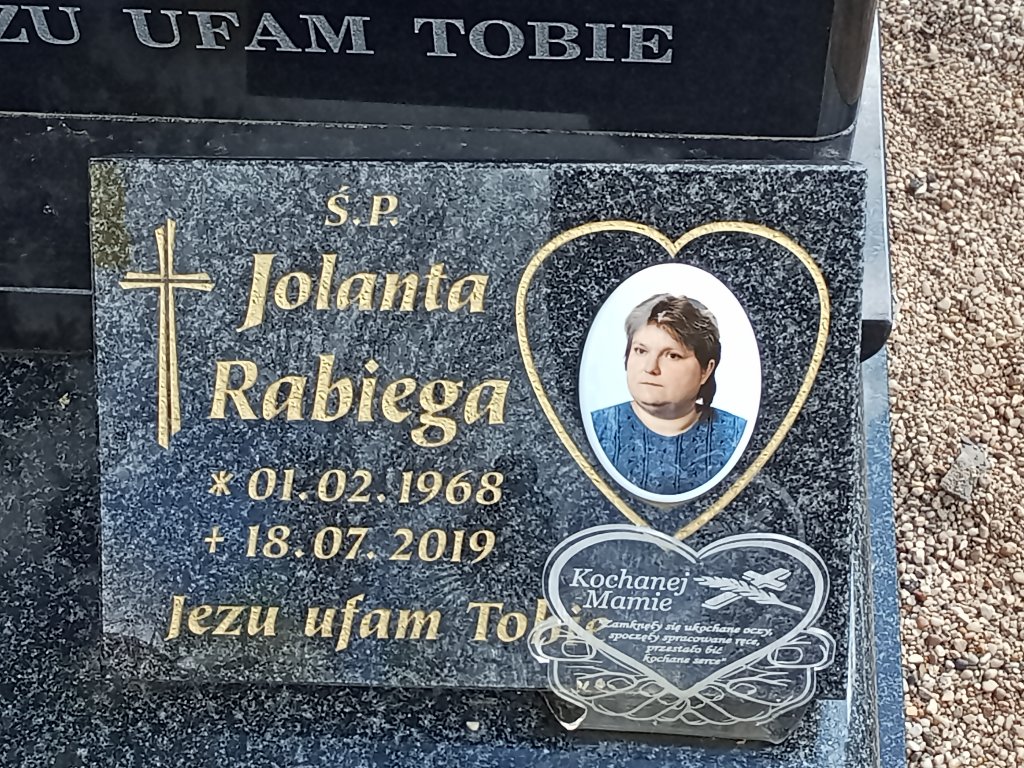 ZU UFAM TOBIE
Ś.P.
Jolanta
Rabiega
* 01.02.1968
+ 18.07.2019
Jezu ufam Tobie
Kochanej
Mamie
"Zamknęły się ukochane oczy,
spoczęły spracowane ręce,
przestało bić
kochane serce"